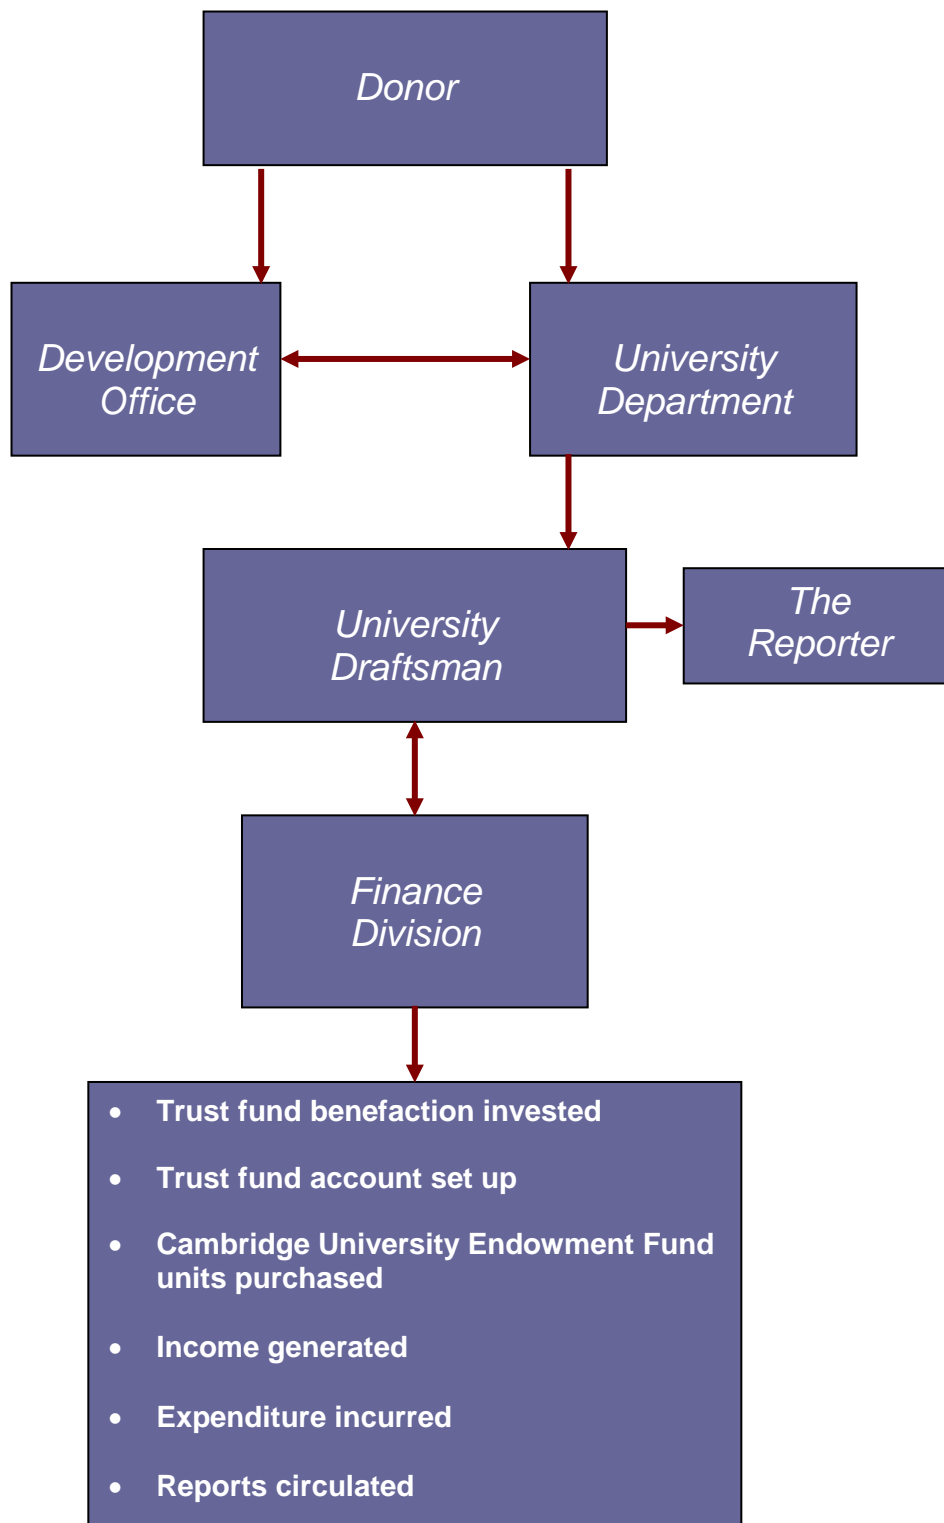 Donor
Development
Office
University
Department
University
Draftsman
The
Reporter
Finance
Division
• Trust fund benefaction invested
• Trust fund account set up
• Cambridge University Endowment Fund
units purchased
• Income generated
• Expenditure incurred
• Reports circulated